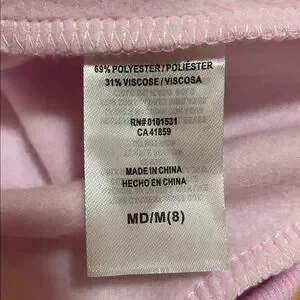 69% POLYESTER / POLIÉSTER
31% VISCOSE / VISCOSA
RN# 0101531
CA 41859
MADE IN CHINA
HECHO EN CHINA
MD/M(8)